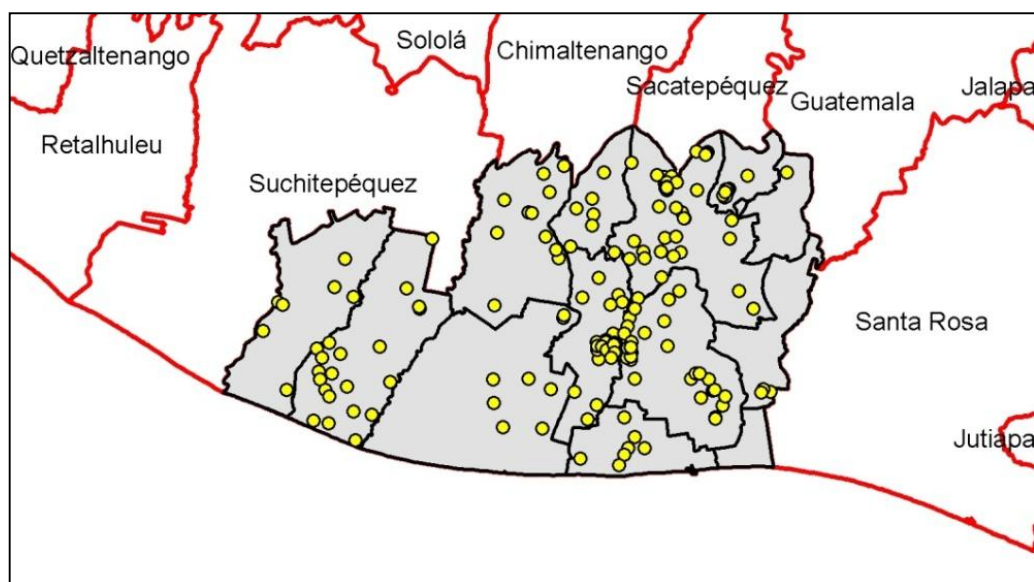 Quetzaltenango
Sololá
Chimaltenango
Sacatepéquez
Guatemala
Jalapa
Retalhuleu
Suchitepéquez
Santa Rosa
Jutiapa